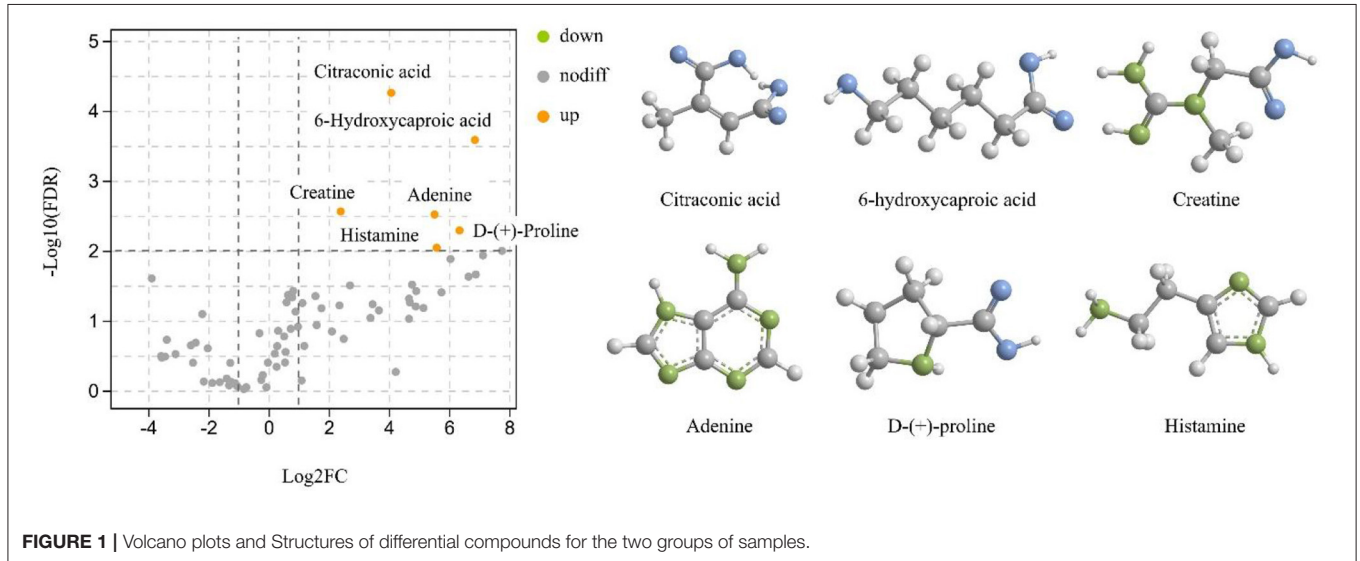 5
4
3
2
1
0
-Log10(FDR)
-4 -2 0 2 4 6 8
Log2FC
Citraconic acid
6-Hydroxycaproic acid
Creatine
Adenine
D-(+)-Proline
Histamine
down
nodiff
up
Citraconic acid 6-hydroxycaproic acid Creatine
Adenine D-(+)-proline Histamine
FIGURE 1 | Volcano plots and Structures of differential compounds for the two groups of samples.